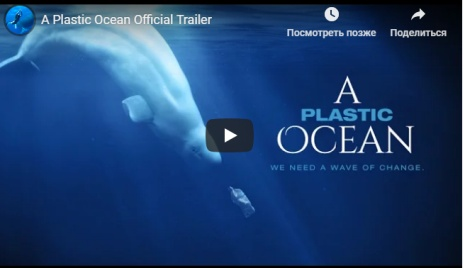 A Plastic Ocean Official Trailer
Посмотреть позже
Поделиться
A
PLASTIC
OCEAN
WE NEED A WAVE OF CHANGE.